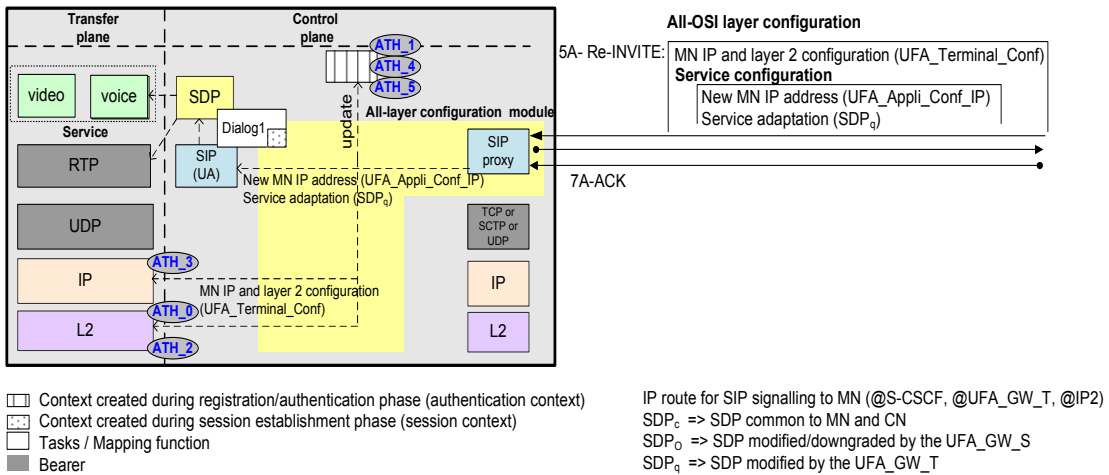 Transfer
plane
Control
plane
ATH_1
ATH_4
ATH_5
video
voice
SDP
update
All-layer configuration module
Dialog1
Service
RTP
SIP
(UA)
SIP
proxy
New MN IP address (UFA_Appli_Conf_IP)
Service adaptation (SDPq)
UDP
TCP or
SCTP or
UDP
ATH_3
IP
MN IP and layer 2 configuration
(UFA_Terminal_Conf)
IP
ATH_0
L2
L2
ATH_2
All-OSI layer configuration
5A- Re-INVITE:
MN IP and layer 2 configuration (UFA_Terminal_Conf)
Service configuration
New MN IP address (UFA_Appli_Conf_IP)
Service adaptation (SDPq)
7A-ACK
Context created during registration/authentication phase (authentication context)
Context created during session establishment phase (session context)
Tasks / Mapping function
Bearer
IP route for SIP signalling to MN (@S-CSCF, @UFA_GW_T, @IP2)
SDPc => SDP common to MN and CN
SDPO => SDP modified/downgraded by the UFA_GW_S
SDPq => SDP modified by the UFA_GW_T